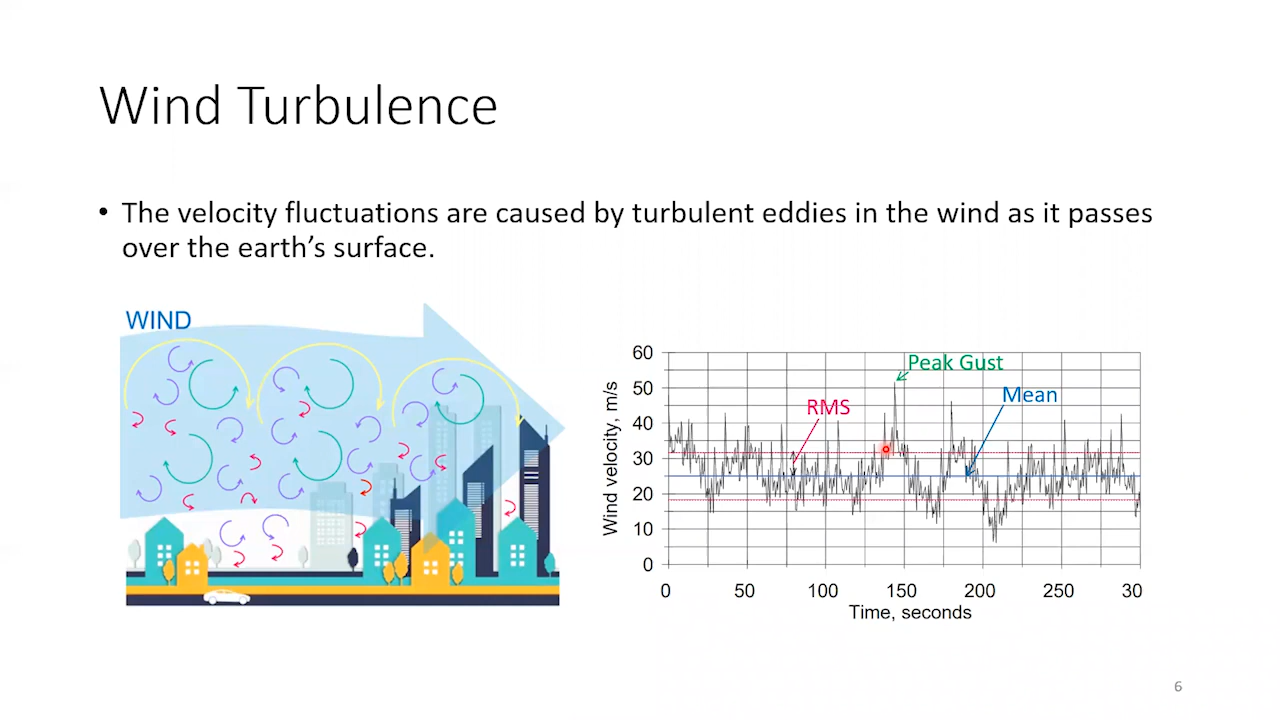 Wind Turbulence
• The velocity fluctuations are caused by turbulent eddies in the wind as it passes
over the earth’s surface.
WIND
60
50
40
30
20
10
0
Wind velocity, m/s
Peak Gust
Mean
RMS
0 50 100 150 200 250 30
Time, seconds
6